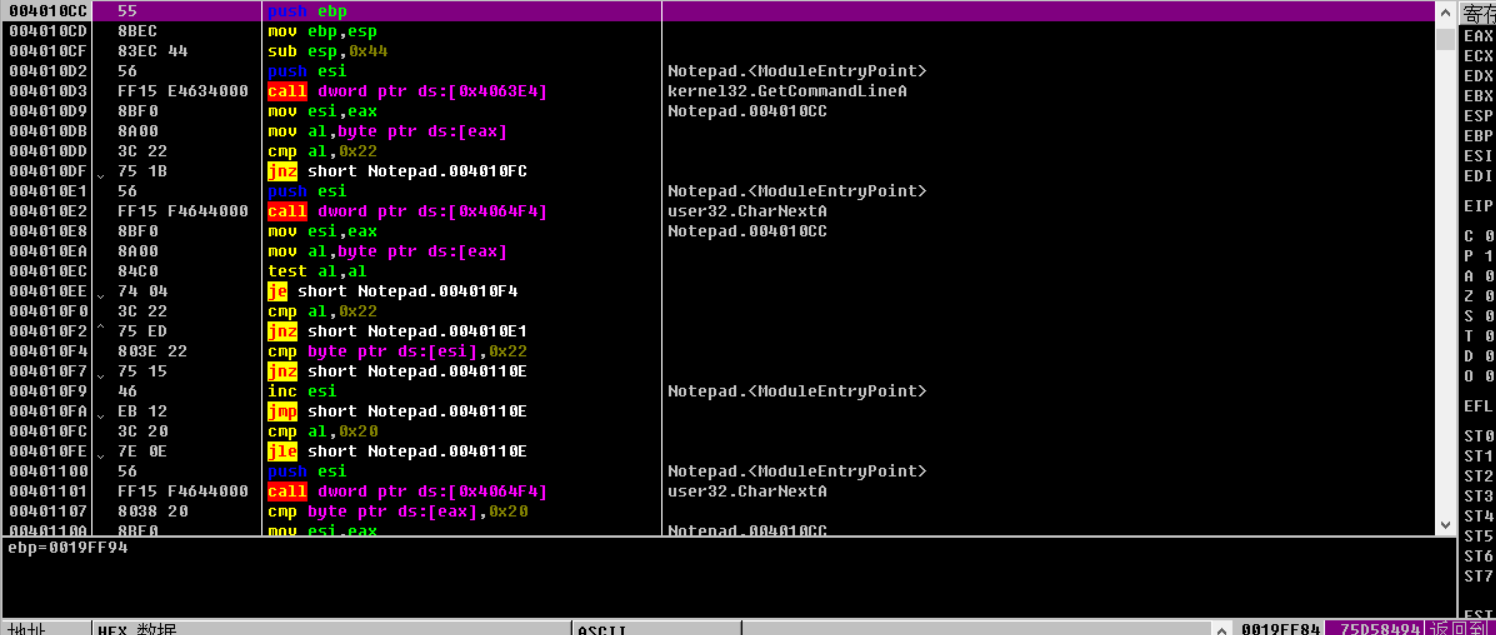 004010CC 55 push ebp 寄存
004010CD 8BEC mov ebp,esp EAX
004010CF 83EC 44 sub esp,0x44 ECX
004010D2 56 push esi Notepad.<ModuleEntryPoint> EDX
004010D3 FF15 E4634000 call dword ptr ds:[0x4063E4] kernel32.GetCommandLineA EBX
004010D9 8BF0 mov esi,eax Notepad.004010CC ESP
004010DB 8A00 mov al,byte ptr ds:[eax] EBP
004010DD 3C 22 cmp al,0x22 ESI
004010DF 75 1B jnz short Notepad.004010FC EDI
004010E1 56 push esi Notepad.<ModuleEntryPoint>
004010E2 FF15 F4644000 call dword ptr ds:[0x4064F4] user32.CharNextA EIP
004010E8 8BF0 mov esi,eax Notepad.004010CC C 0
004010EA 8A00 mov al,byte ptr ds:[eax] P 1
004010EC 84C0 test al,al A 0
004010EE 74 04 je short Notepad.004010F4 Z 0
004010F0 3C 22 cmp al,0x22 S 0
004010F2 75 ED jnz short Notepad.004010E1 T 0
004010F4 803E 22 cmp byte ptr ds:[esi],0x22 D 0
004010F7 75 15 jnz short Notepad.0040110E O 0
004010F9 46 inc esi Notepad.<ModuleEntryPoint>
004010FA EB 12 jmp short Notepad.0040110E EFL
004010FC 3C 20 cmp al,0x20 ST0
004010FE 7E 0E jle short Notepad.0040110E ST1
00401100 56 push esi Notepad.<ModuleEntryPoint> ST2
00401101 FF15 F4644000 call dword ptr ds:[0x4064F4] user32.CharNextA ST3
00401107 8038 20 cmp byte ptr ds:[eax],0x20 ST4
0040110A 8BF0 mov esi,eax Notepad.004010CC ST5
ebp=0019FF94 ST6
ST7
EST
地址 HEX 数据 ASCII 0019FF84 75D58494 返回到